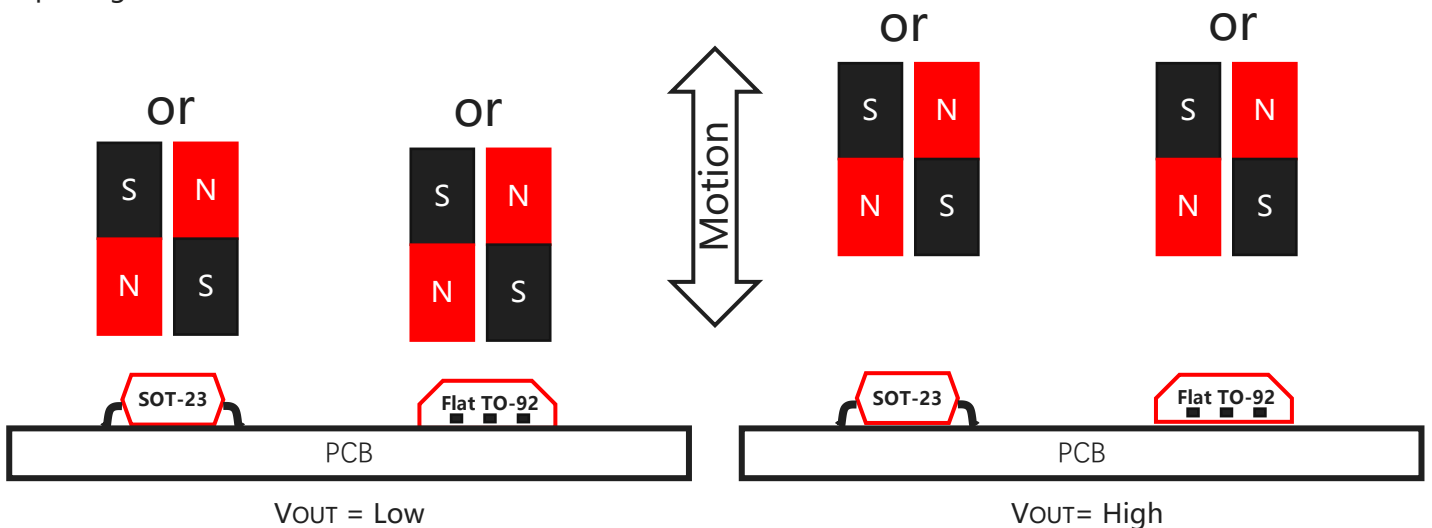 or or
or or
S N S N
N S N S
S N S N
N S N S
Motion
SOT-23 Flat TO-92
SOT-23 Flat TO-92
PCB PCB
VOUT = Low VOUT= High